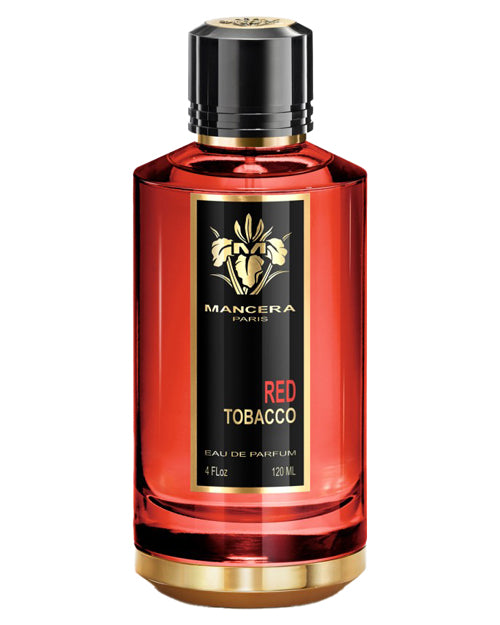 M
MANCERA
PARIS
RED
TOBACCO
EAU DE PARFUM
4 FLoz 120 ML